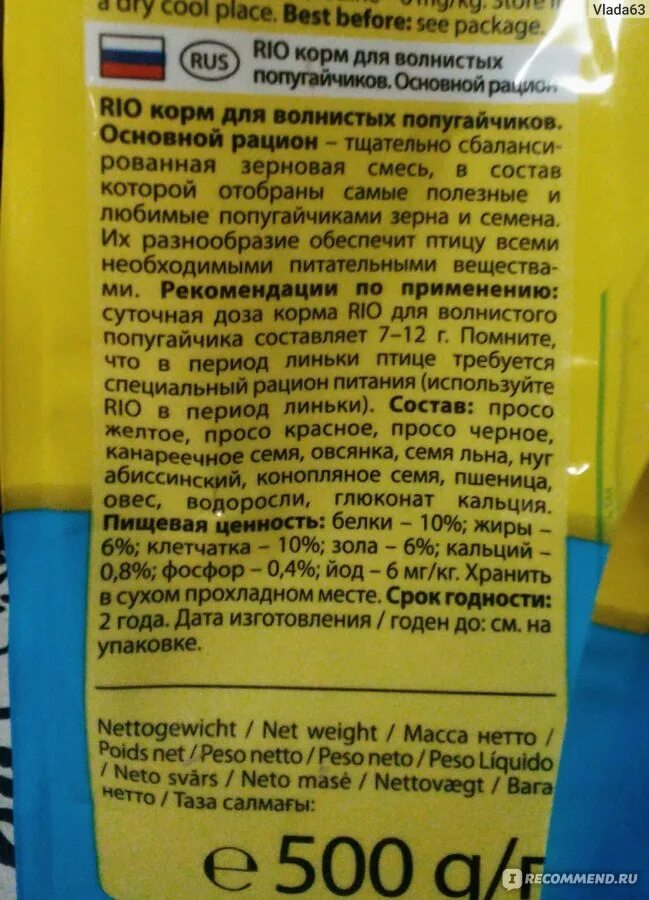 a dry cool place. Best before: see package.
Vlada63
RUS
RIO корм для волнистых
попугайчиков. Основной рацион
RIO корм для волнистых попугайчиков.
Основной рацион – тщательно сбаланси-
рованная зерновая смесь, в состав
которой отобраны самые полезные и
любимые попугайчиками зерна и семена.
Их разнообразие обеспечит птицу всеми
необходимыми питательными вещества-
ми. Рекомендации по применению:
суточная доза корма RIO для волнистого
попугайчика составляет 7–12 г. Помните,
что в период линьки птице требуется
специальный рацион питания (используйте
RIO в период линьки). Состав: просо
желтое, просо красное, просо черное,
канареечное семя, овсянка, семя льна, нуг
абиссинский, конопляное семя, пшеница,
овес, водоросли, глюконат кальция.
Пищевая ценность: белки – 10%; жиры –
6%; клетчатка – 10%; зола – 6%; кальций –
0,8%; фосфор – 0,4%; йод – 6 мг/кг. Хранить
в сухом прохладном месте. Срок годности:
2 года. Дата изготовления / годен до: см. на
упаковке.
Nettogewicht / Net weight / Масса нетто /
Poids net / Peso netto / Peso neto / Peso Líquido
/ Neto svärs / Neto masė / Nettovægt / Вага
нетто / Таза салмағы:
℮ 500 g/г
IRECOMMEND.RU